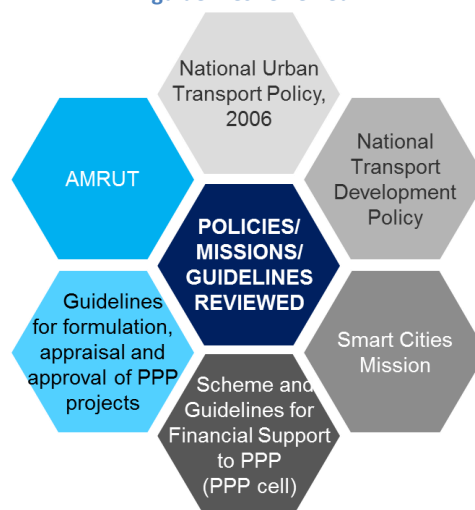 National Urban
Transport Policy,
2006
National
Transport
Development
Policy
AMRUT
POLICIES/
MISSIONS/
GUIDELINES
REVIEWED
Guidelines
for formulation,
appraisal and
approval of PPP
projects
Smart Cities
Mission
Scheme and
Guidelines for
Financial Support
to PPP
(PPP cell)